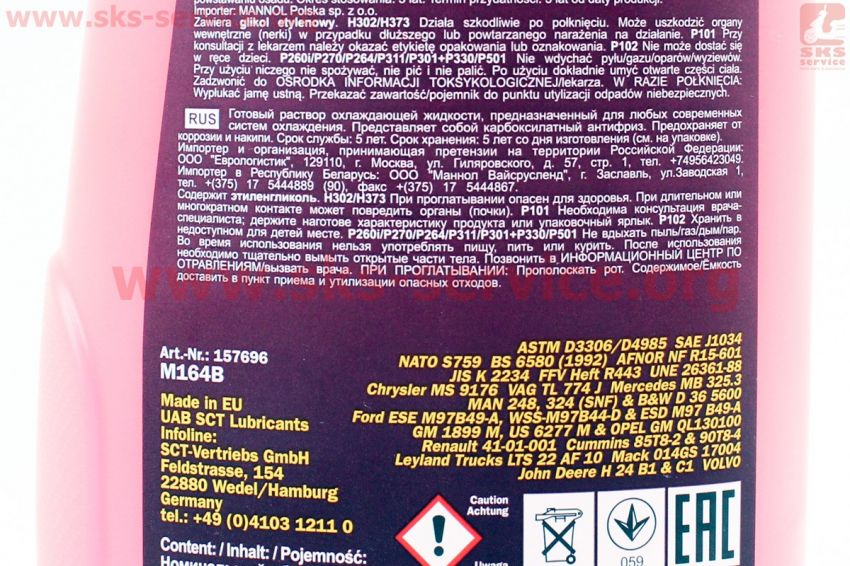 www.sks-service.org
SKS
service
Importer: MANNOL Polska sp. z o.o.
Zawiera glikol etylenowy. H302/H373 Działa szkodliwie po połknięciu. Może uszkodzić organy
wewnętrzne (nerki) w przypadku dłuższego lub powtarzanego narażenia na działanie. P101 Przy
konsultacji z lekarzem należy okazać etykietę opakowania lub oznakowania. P102 Nie może dostać się
w ręce dzieci. P260i/P270/P264/P311/P301+P330/P501 Nie wdychać pyłu/gazu/oparów/wyziewów.
Przy użyciu niczego nie spożywać, nie pić i nie palić. Po użyciu dokładnie umyć otwarte części ciała.
Zadzwonić do OŚRODKA INFORMACJI TOKSYKOLOGICZNEJ/lekarza. W RAZIE POŁKNIĘCIA:
Wypłukać jamę ustną. Przekazać zawartość/pojemnik do punktu utylizacji odpadów niebezpiecznych.
RUS Готовый раствор охлаждающей жидкости, предназначенный для любых современных
систем охлаждения. Представляет собой карбоксилатный антифриз. Предохраняет от
коррозии и накипи. Срок службы: 5 лет. Срок хранения: 5 лет со дня изготовления (см. на упаковке).
Импортер и организация, принимающая претензии на территории Российской Федерации:
ООО "Еврологистик", 129110, г. Москва, ул. Гиляровского, д. 57, стр. 1, тел. +74956423049.
Импортер в Республику Беларусь: ООО "Маннол Вайсрусленд", г. Заславль, ул.Заводская 1,
тел. +(375) 17 5444889 (90), факс +(375) 17 5444867.
Содержит этиленгликоль. H302/H373 При проглатывании опасен для здоровья. При длительном или
многократном контакте может повредить органы (почки). P101 Необходима консультация врача-
специалиста; держите наготове характеристику продукта или упаковочный ярлык. P102 Хранить в
недоступном для детей месте. P260i/P270/P264/P311/P301+P330/P501 Не вдыхать пыль/газ/дым/пар.
Во время использования нельзя употреблять пищу, пить или курить. После использования
необходимо тщательно вымыть открытые части тела. Позвонить в ИНФОРМАЦИОННЫЙ ЦЕНТР ПО
ОТРАВЛЕНИЯМ/вызвать врача. ПРИ ПРОГЛАТЫВАНИИ: Прополоскать рот. Содержимое/Ёмкость
доставить в пункт приема и утилизации опасных отходов.
www.sks-service.org
Art.-Nr.: 157696
M164B
Made in EU
UAB SCT Lubricants
Infoline:
SCT-Vertriebs GmbH
Feldstrasse, 154
22880 Wedel/Hamburg
Germany
tel.: +49 (0)4103 1211 0
Content: / Inhalt: / Pojemność:
ASTM D3306/D4985 SAE J1034
NATO S759 BS 6580 (1992) AFNOR NF R15-601
JIS K 2234 FFV Heft R443 UNE 26361-88
Chrysler MS 9176 VAG TL 774 J Mercedes MB 325.3
MAN 248, 324 (SNF) & B&W D 36 5600
Ford ESE M97B49-A, WSS-M97B44-D & ESD M97 B49-A
GM 1899 M, US 6277 M & OPEL GM QL130100
Renault 41-01-001 Cummins 85T8-2 & 90T8-4
Leyland Trucks LTS 22 AF 10 Mack 014GS 17004
John Deere H 24 B1 & C1 VOLVO
Caution
Achtung
059
EAC